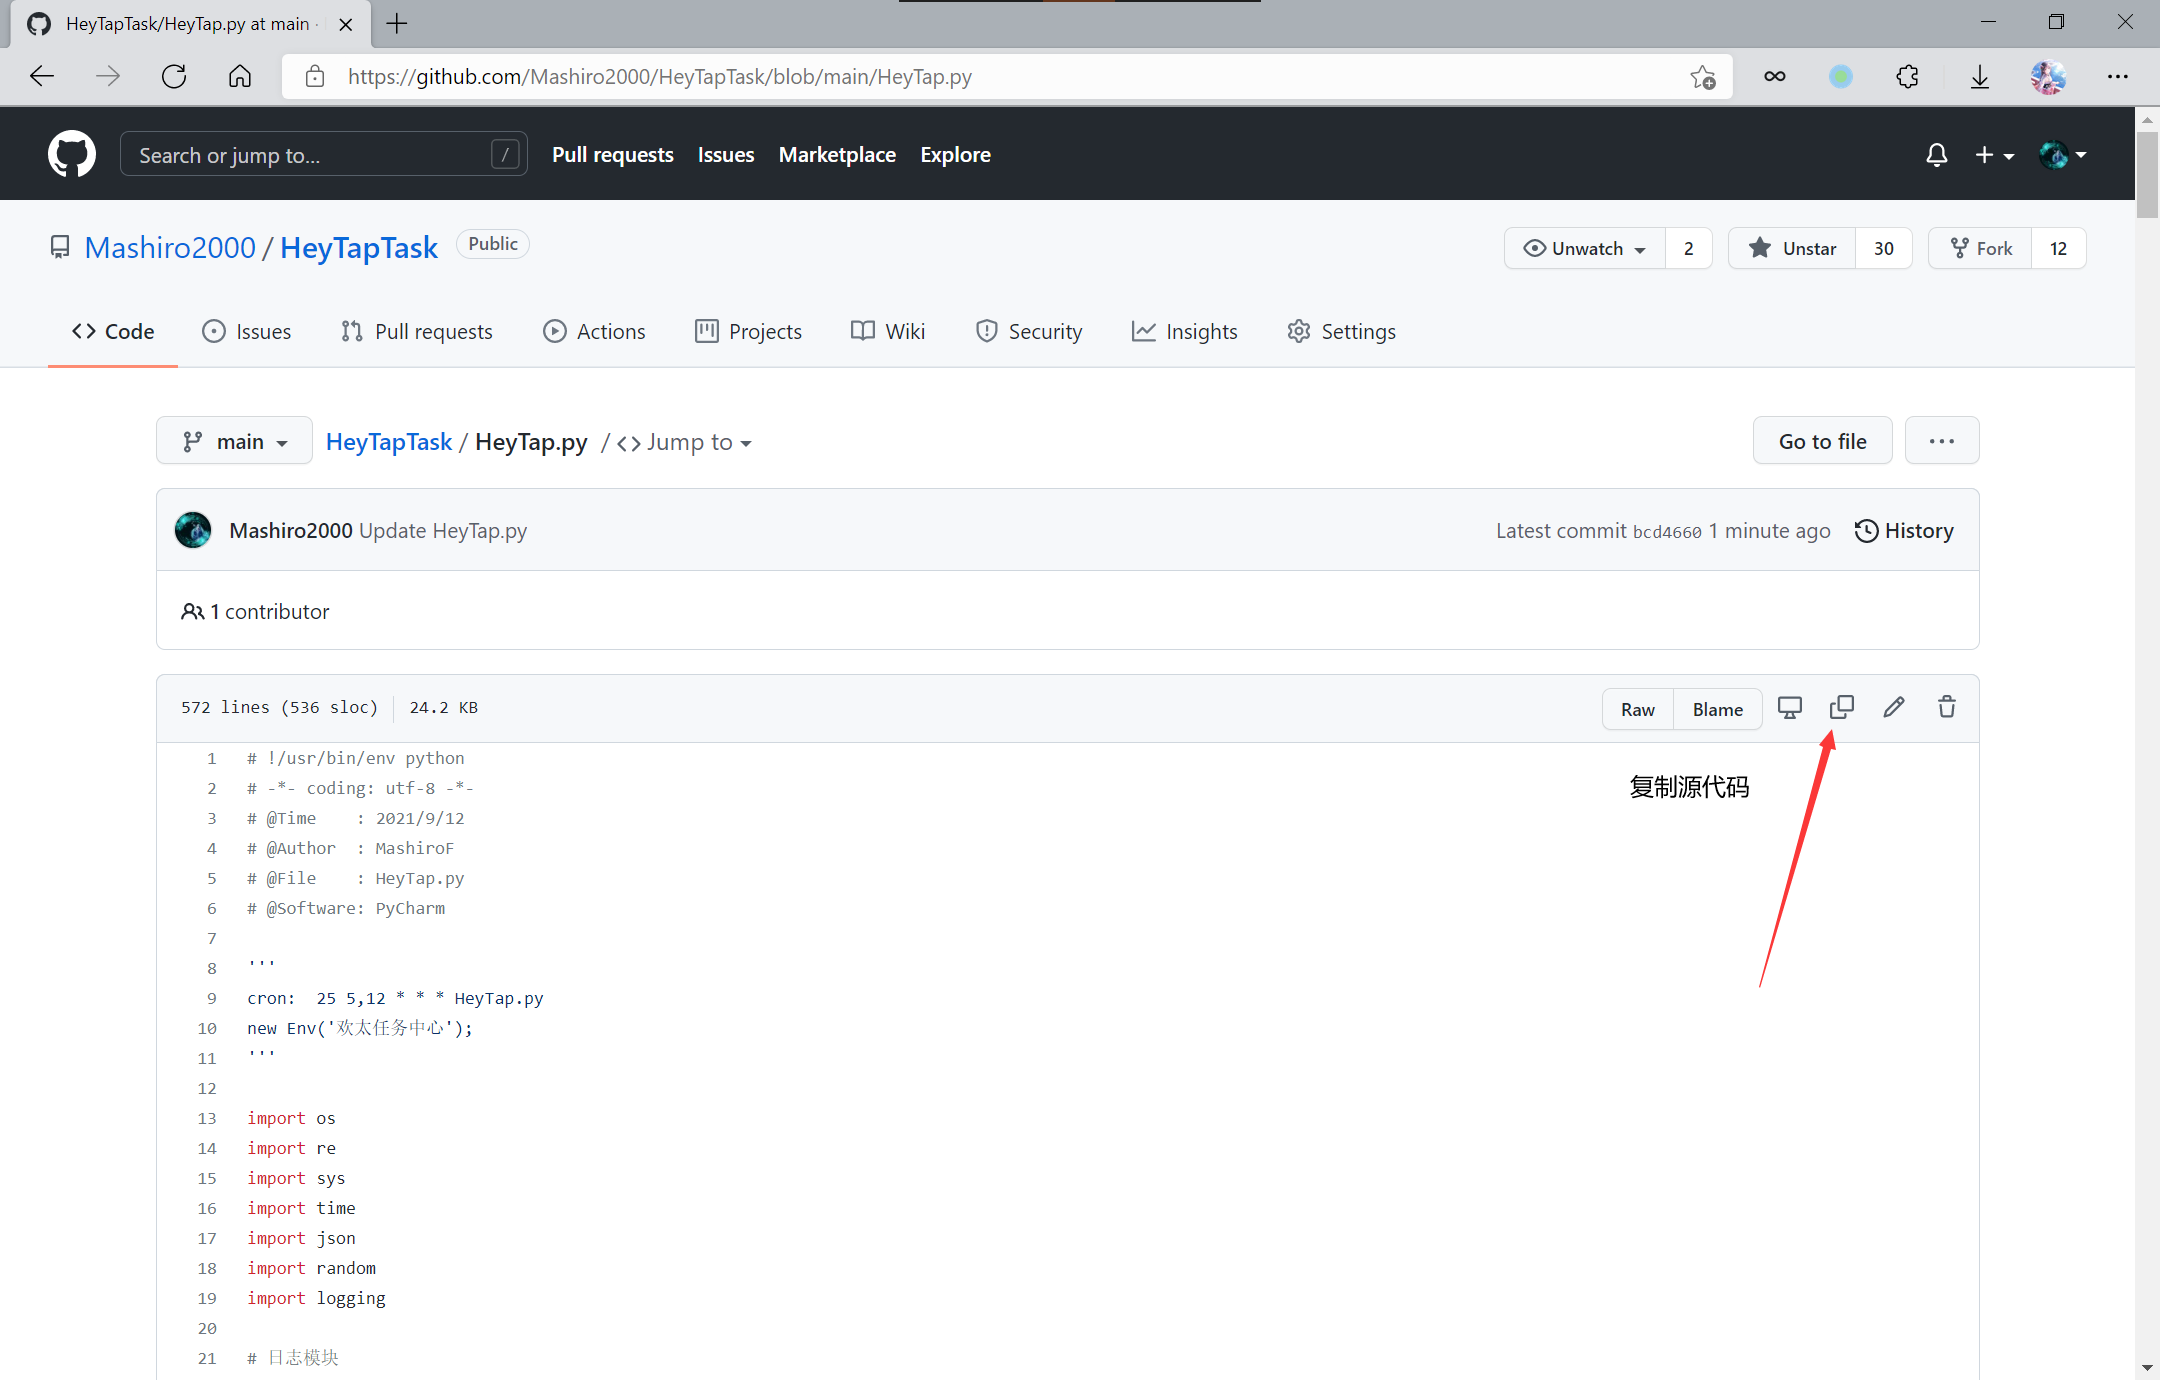 HeyTapTask/HeyTap.py at main ·
https://github.com/Mashiro2000/HeyTapTask/blob/main/HeyTap.py
Search or jump to... /
Pull requests Issues Marketplace Explore
Mashiro2000 / HeyTapTask Public
Unwatch 2 Unstar 30 Fork 12
Code Issues Pull requests Actions Projects Wiki Security Insights Settings
main HeyTapTask / HeyTap.py / <> Jump to Go to file ...
Mashiro2000 Update HeyTap.py Latest commit bcd4660 1 minute ago History
1 contributor
572 lines (536 sloc) 24.2 KB Raw Blame
复制源代码
1 # !/usr/bin/env python
2 # -*- coding: utf-8 -*-
3 # @Time    : 2021/9/12
4 # @Author  : MashiroF
5 # @File    : HeyTap.py
6 # @Software: PyCharm
7
8 '''
9 cron:  25 5,12 * * * HeyTap.py
10 new Env('欢太任务中心');
11 '''
12
13 import os
14 import re
15 import sys
16 import time
17 import json
18 import random
19 import logging
20
21 # 日志模块